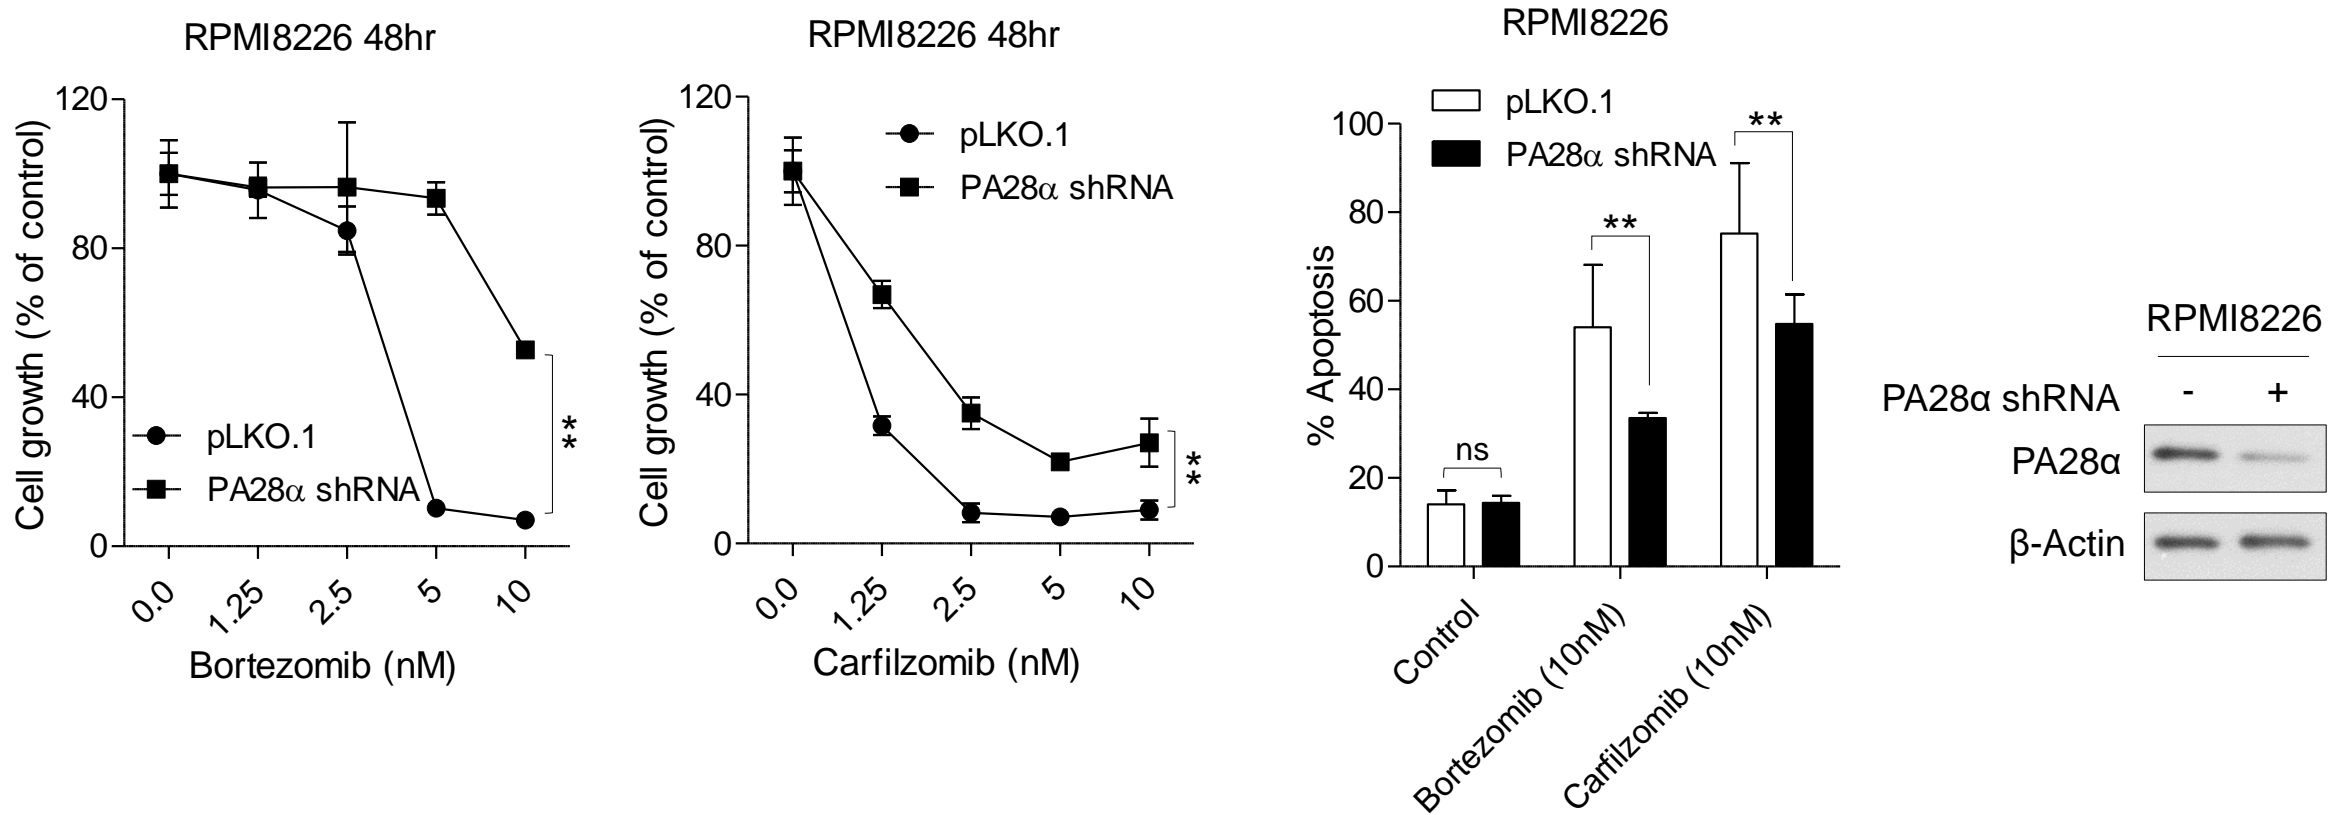 RPMI8226 48hr
Cell growth (% of control)
120
80
40
0
pLKO.1
PA28α shRNA
**
0.0
1.25
2.5
5
10
Bortezomib (nM)
RPMI8226 48hr
Cell growth (% of control)
120
80
40
0
pLKO.1
PA28α shRNA
**
0.0
1.25
2.5
5
10
Carfilzomib (nM)
RPMI8226
pLKO.1
PA28α shRNA
% Apoptosis
100
80
60
40
20
0
ns
**
**
Control
Bortezomib (10nM)
Carfilzomib (10nM)
RPMI8226
PA28α shRNA - +
PA28α
β-Actin